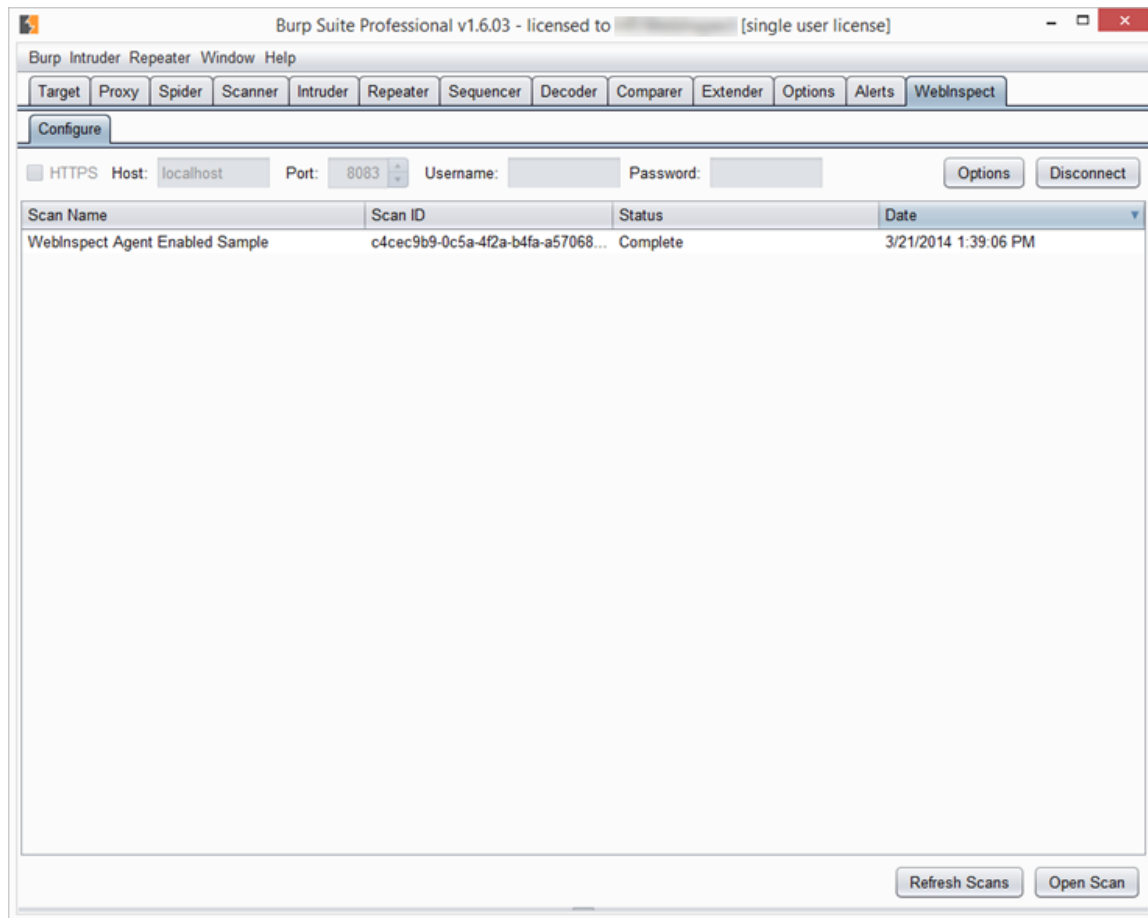 Burp Suite Professional v1.6.03 - licensed to [single user license]
Burp Intruder Repeater Window Help
Target Proxy Spider Scanner Intruder Repeater Sequencer Decoder Comparer Extender Options Alerts WebInspect
Configure
HTTPS Host: localhost Port: 8083 Username: Password: Options Disconnect
Scan Name Scan ID Status Date
WebInspect Agent Enabled Sample c4cec9b9-0c5a-4f2a-b4fa-a57068... Complete 3/21/2014 1:39:06 PM
Refresh Scans Open Scan